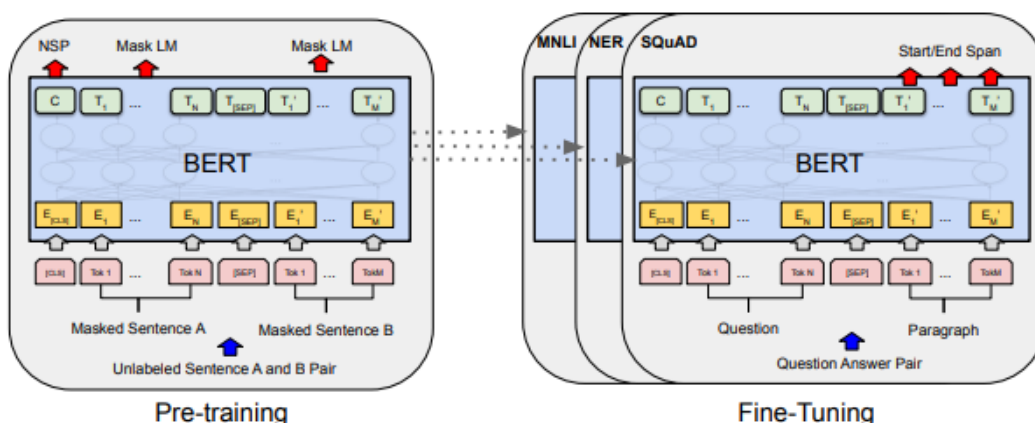 NSP Mask LM Mask LM
C T1 ... TN T[SEP] T1' ... TM'
BERT
E[CLS] E1 ... EN E[SEP] E1' ... EM'
[CLS] Tok 1 ... Tok N [SEP] Tok 1 ... TokM
Masked Sentence A Masked Sentence B
Unlabeled Sentence A and B Pair
Pre-training
MNLI NER SQuAD
Start/End Span
C T1 ... TN T[SEP] T1' ... TM'
BERT
E[CLS] E1 ... EN E[SEP] E1' ... EM'
[CLS] Tok 1 ... Tok N [SEP] Tok 1 ... TokM
Question Paragraph
Question Answer Pair
Fine-Tuning